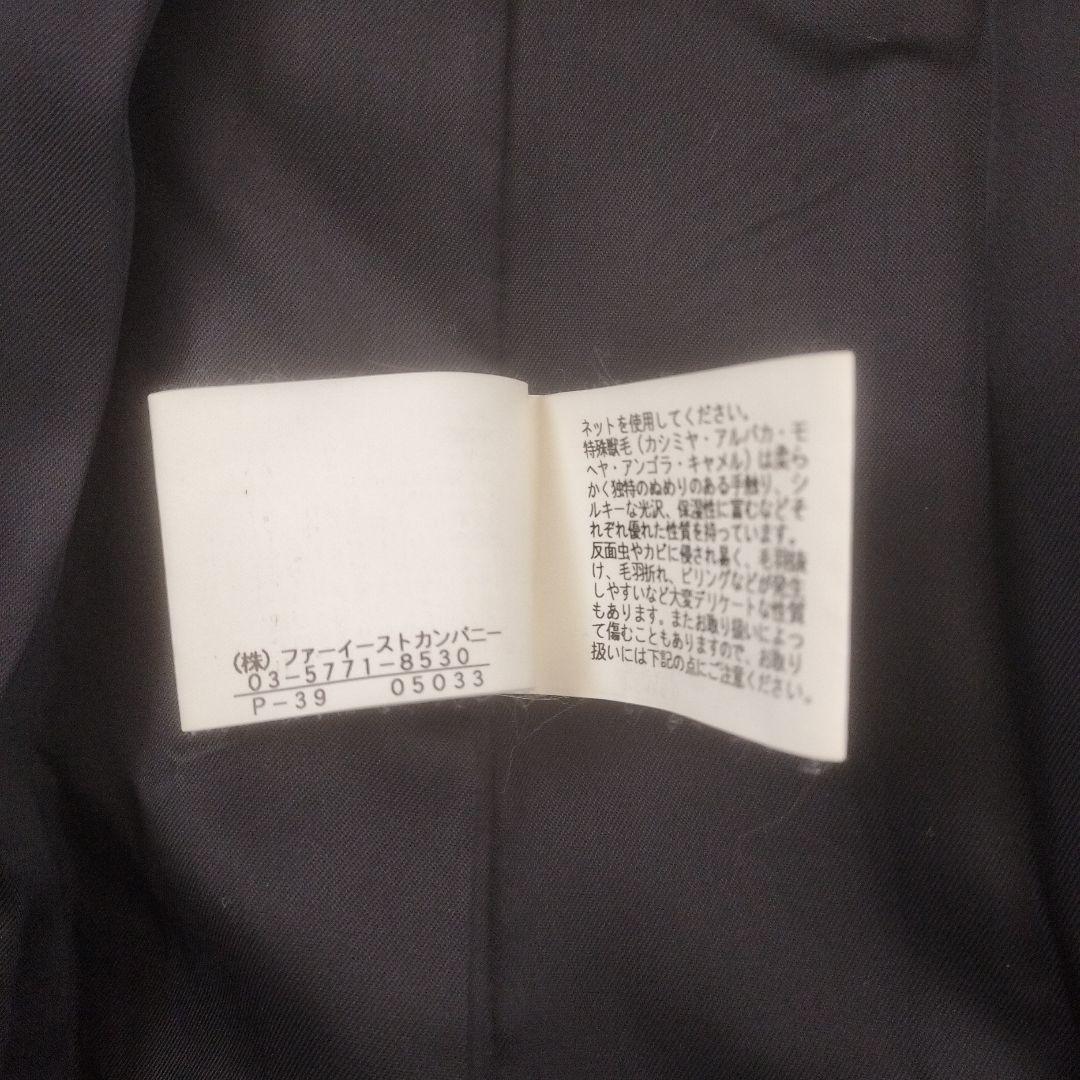 (株) ファーイーストカンパニー
03-5771-8530
P-39 05033
ネットを使用してください。
特殊獣毛 (カシミヤ・アルパカ・モ
ヘヤ・アンゴラ・キャメル) は柔ら
かく独特のぬめりのある手触り、シ
ルキーな光沢、保湿性に富むなどそ
れぞれ優れた性質を持っています。
反面虫やカビに侵され易く、毛羽抜
け、毛羽折れ、ピリングなどが発生
しやすいなど大変デリケートな性質
もあります。またお取り扱いによっ
て傷むこともありますので、お取り
扱いには下記の点にご注意ください。